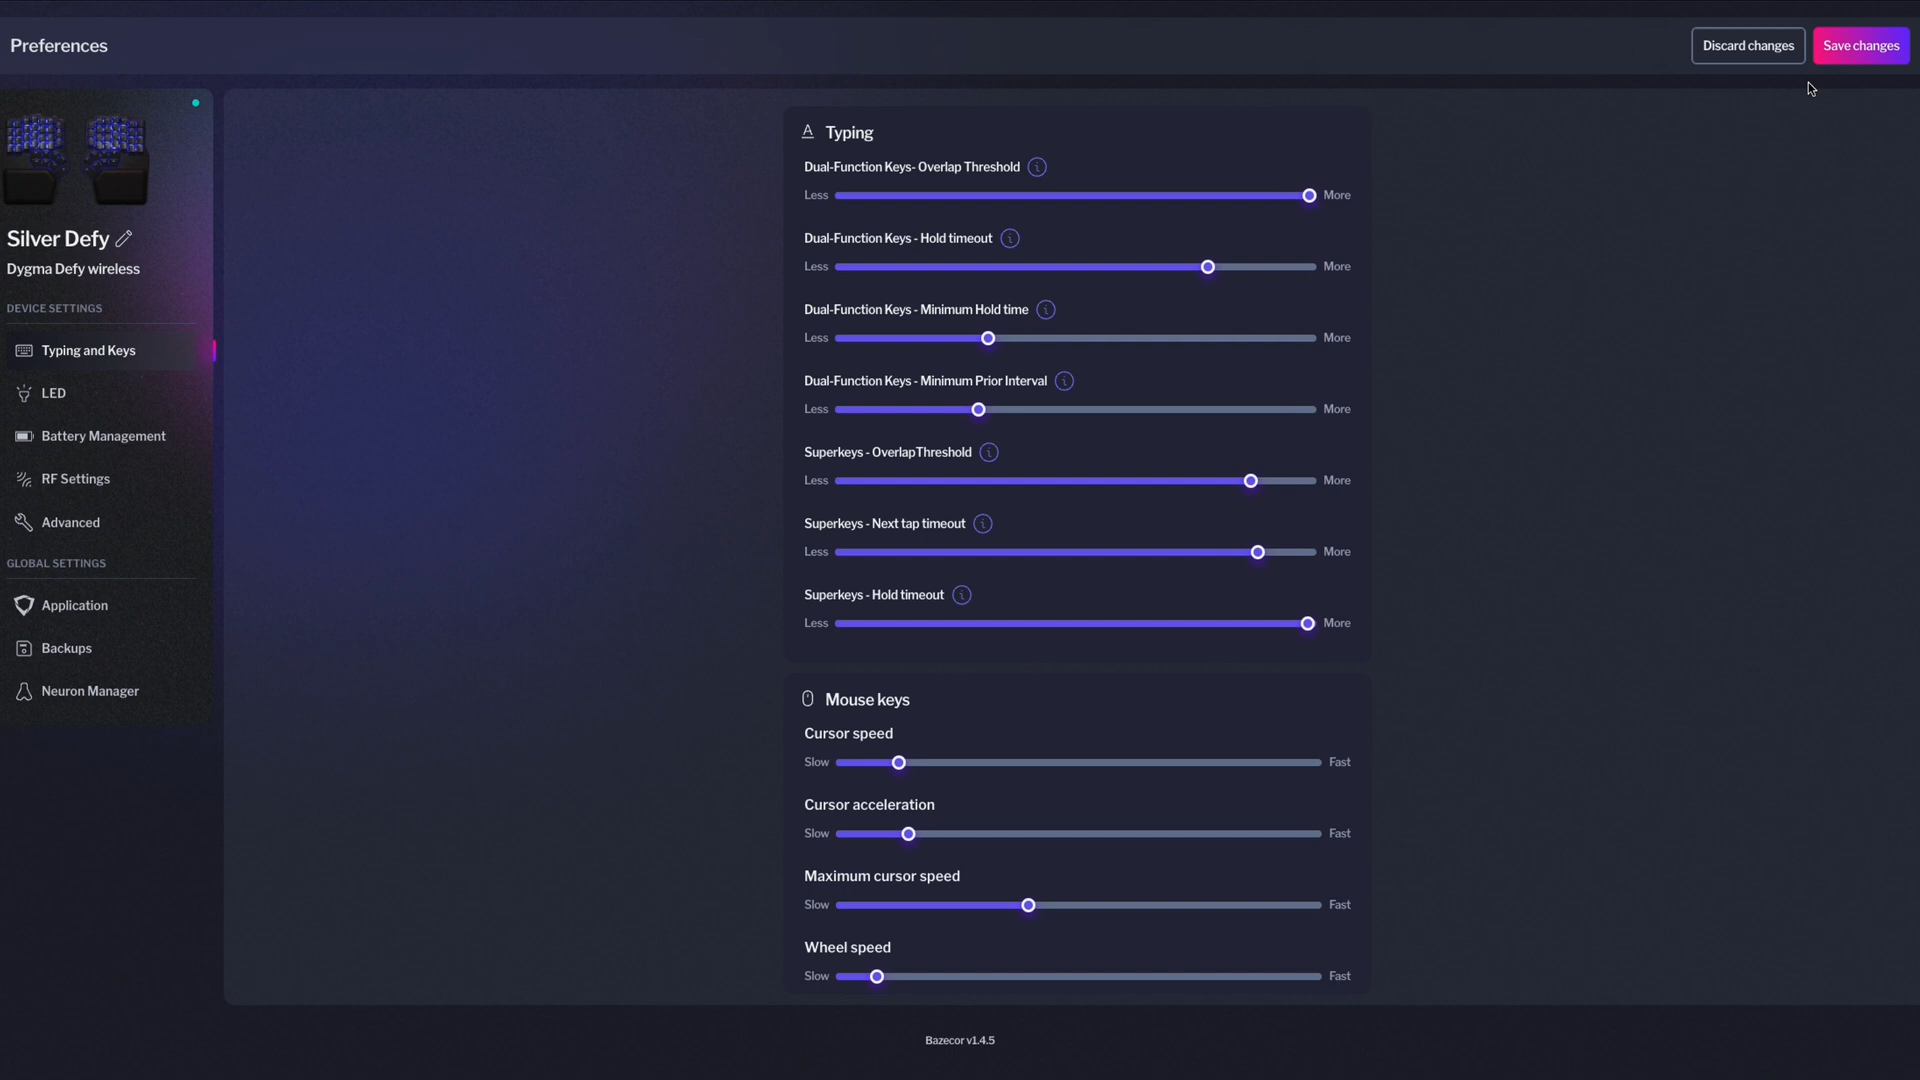 Preferences
Discard changes
Save changes
Silver Defy
Dygma Defy wireless
DEVICE SETTINGS
Typing and Keys
LED
Battery Management
RF Settings
Advanced
GLOBAL SETTINGS
Application
Backups
Neuron Manager
Typing
Dual-Function Keys- Overlap Threshold
Less More
Dual-Function Keys - Hold timeout
Less More
Dual-Function Keys - Minimum Hold time
Less More
Dual-Function Keys - Minimum Prior Interval
Less More
Superkeys - OverlapThreshold
Less More
Superkeys - Next tap timeout
Less More
Superkeys - Hold timeout
Less More
Mouse keys
Cursor speed
Slow Fast
Cursor acceleration
Slow Fast
Maximum cursor speed
Slow Fast
Wheel speed
Slow Fast
Bazecor v1.4.5